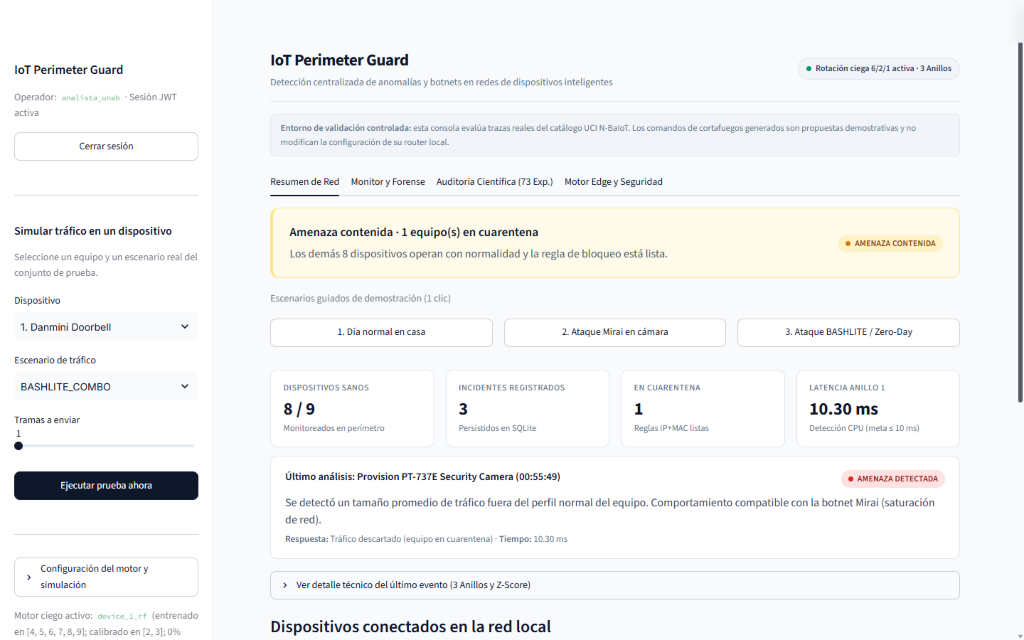 IoT Perimeter Guard
Operador: analista_unab · Sesión JWT
activa
Cerrar sesión
Simular tráfico en un dispositivo
Seleccione un equipo y un escenario real del
conjunto de prueba.
Dispositivo
1. Danmini Doorbell
Escenario de tráfico
BASHLITE_COMBO
Tramas a enviar
1
Ejecutar prueba ahora
Configuración del motor y
simulación
Motor ciego activo: device_1_rf (entrenado
en [4, 5, 6, 7, 8, 9]; calibrado en [2, 3]; 0%
IoT Perimeter Guard
Detección centralizada de anomalías y botnets en redes de dispositivos inteligentes
Rotación ciega 6/2/1 activa · 3 Anillos
Entorno de validación controlada: esta consola evalúa trazas reales del catálogo UCI N-BaIoT. Los comandos de cortafuegos generados son propuestas demostrativas y no
modifican la configuración de su router local.
Resumen de Red Monitor y Forense Auditoría Científica (73 Exp.) Motor Edge y Seguridad
Amenaza contenida · 1 equipo(s) en cuarentena
Los demás 8 dispositivos operan con normalidad y la regla de bloqueo está lista.
AMENAZA CONTENIDA
Escenarios guiados de demostración (1 clic)
1. Día normal en casa
2. Ataque Mirai en cámara
3. Ataque BASHLITE / Zero-Day
DISPOSITIVOS SANOS
8 / 9
Monitoreados en perímetro
INCIDENTES REGISTRADOS
3
Persistidos en SQLite
EN CUARENTENA
1
Reglas IP+MAC listas
LATENCIA ANILLO 1
10.30 ms
Detección CPU (meta ≤ 10 ms)
Último análisis: Provision PT-737E Security Camera (00:55:49)
AMENAZA DETECTADA
Se detectó un tamaño promedio de tráfico fuera del perfil normal del equipo. Comportamiento compatible con la botnet Mirai (saturación
de red).
Respuesta: Tráfico descartado (equipo en cuarentena) · Tiempo: 10.30 ms
Ver detalle técnico del último evento (3 Anillos y Z-Score)
Dispositivos conectados en la red local